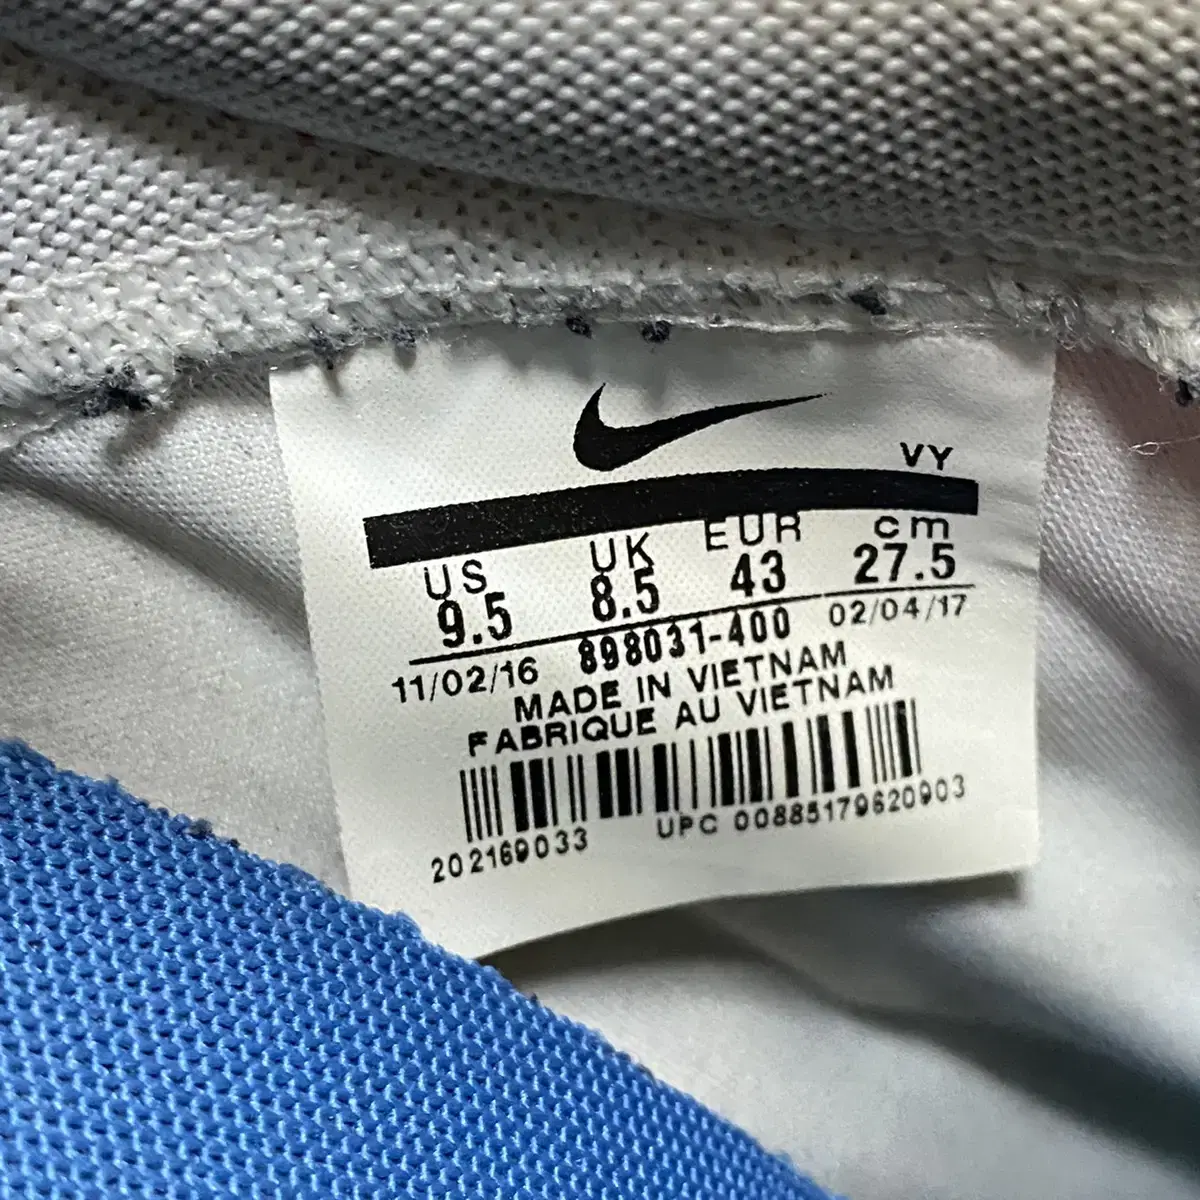 VY
US UK EUR cm
9.5 8.5 43 27.5
11/02/16 898031-400 02/04/17
MADE IN VIETNAM
FABRIQUE AU VIETNAM
202169033 UPC 00885179620903